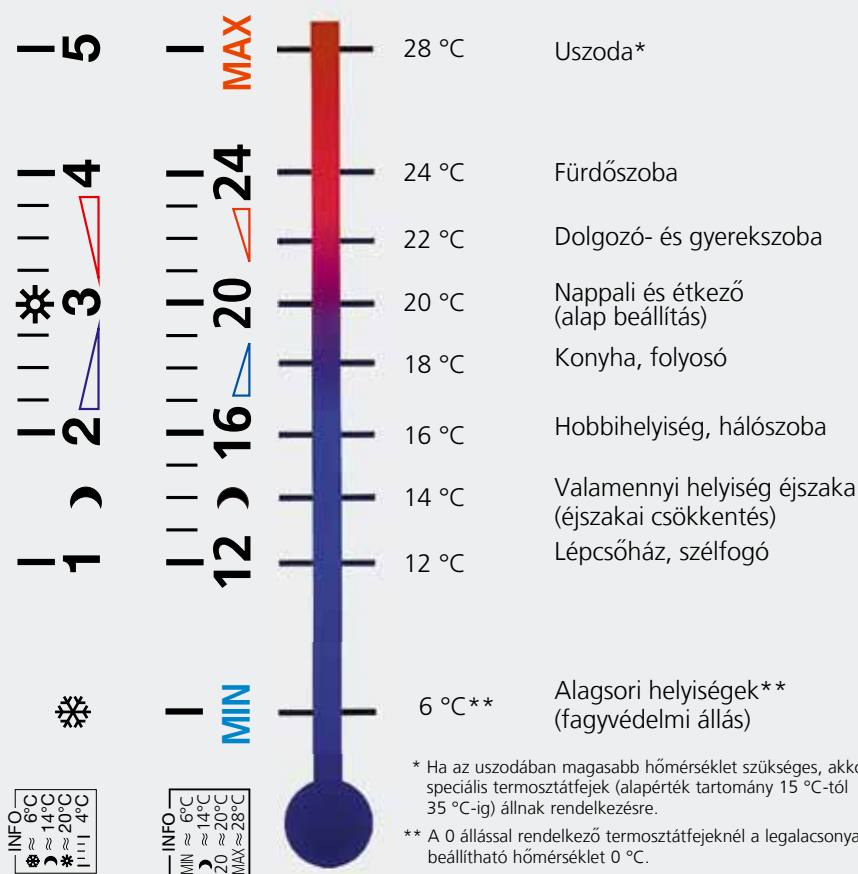 5
MAX
28 °C
Uszoda*
4
24
24 °C
Fürdőszoba
22 °C
Dolgozó- és gyerekszoba
3
20
20 °C
Nappali és étkező
(alap beállítás)
18 °C
Konyha, folyosó
2
16
16 °C
Hobbihelyiség, hálószoba
14 °C
Valamennyi helyiség éjszaka
(éjszakai csökkentés)
1
12
12 °C
Lépcsőház, szélfogó
MIN
6 °C**
Alagsori helyiségek**
(fagyvédelmi állás)
* Ha az uszodában magasabb hőmérséklet szükséges,
speciális termosztátfejek (alapérték tartomány 15 °C-tól
35 °C-ig) állnak rendelkezésre.
** A 0 állással rendelkező termosztátfejeknél a
beállítható hőmérséklet 0 °C.
INFO
≈ 6°C
≈ 14°C
≈ 20°C
4°C
INFO
MIN ≈ 6°C
≈ 14°C
20 ≈ 20°C
MAX ≈ 28°C